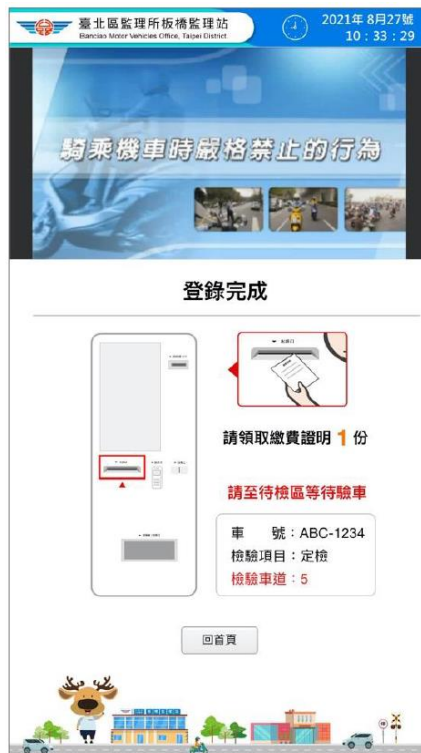 臺北區監理所板橋監理站
Banciao Motor Vehicles Office, Taipei District
2021年 8月27號
10：33：29
騎乘機車時嚴格禁止的行為
登錄完成
請領取繳費證明 1 份
請至待檢區等待驗車
車　號：ABC-1234
檢驗項目：定檢
檢驗車道：5
回首頁